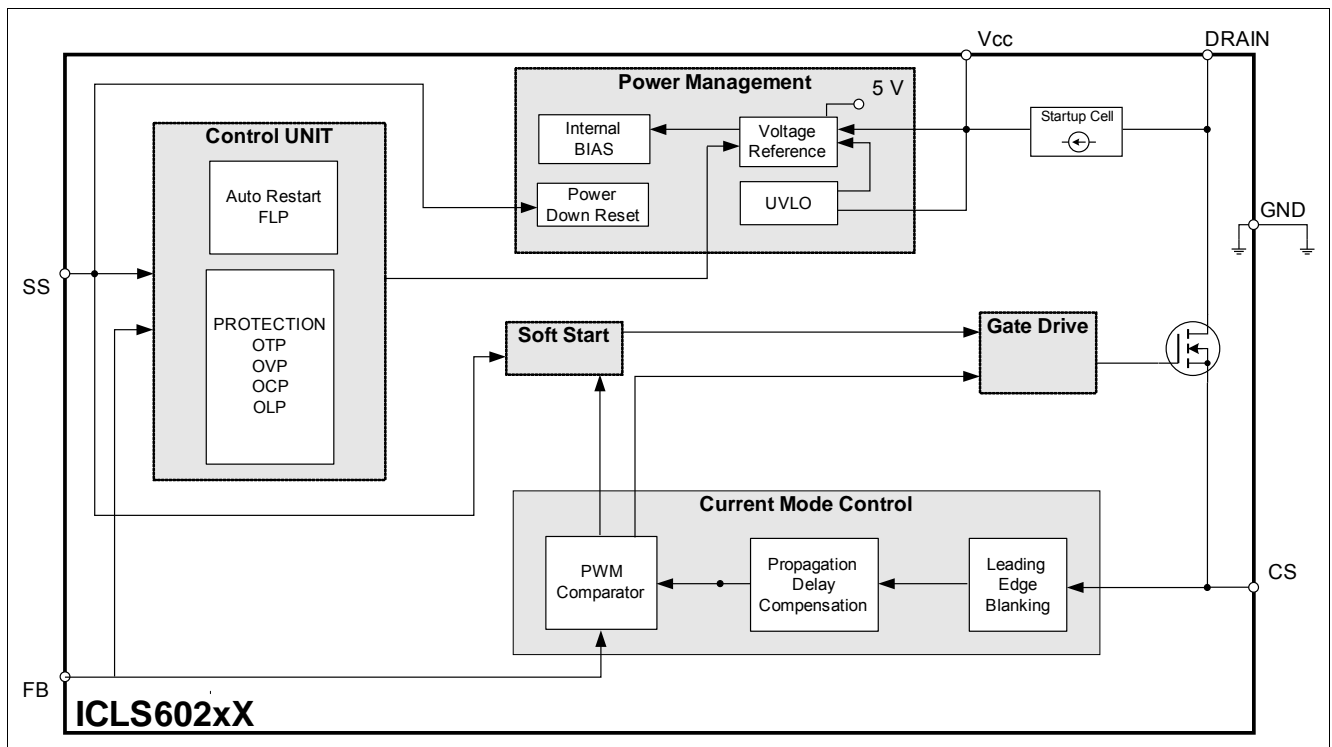 Vcc
DRAIN
Power Management
5 V
Internal
BIAS
Voltage
Reference
Startup Cell
Control UNIT
Auto Restart
FLP
Power
Down Reset
UVLO
GND
SS
PROTECTION
OTP
OVP
OCP
OLP
Soft Start
Gate Drive
Current Mode Control
PWM
Comparator
Propagation
Delay
Compensation
Leading
Edge
Blanking
CS
FB
ICLS602xX